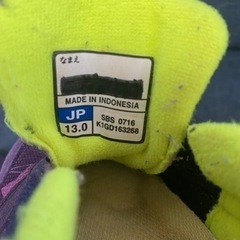 なまえ
MADE IN INDONESIA
JP
13.0
SBS 0716
K1GD163268